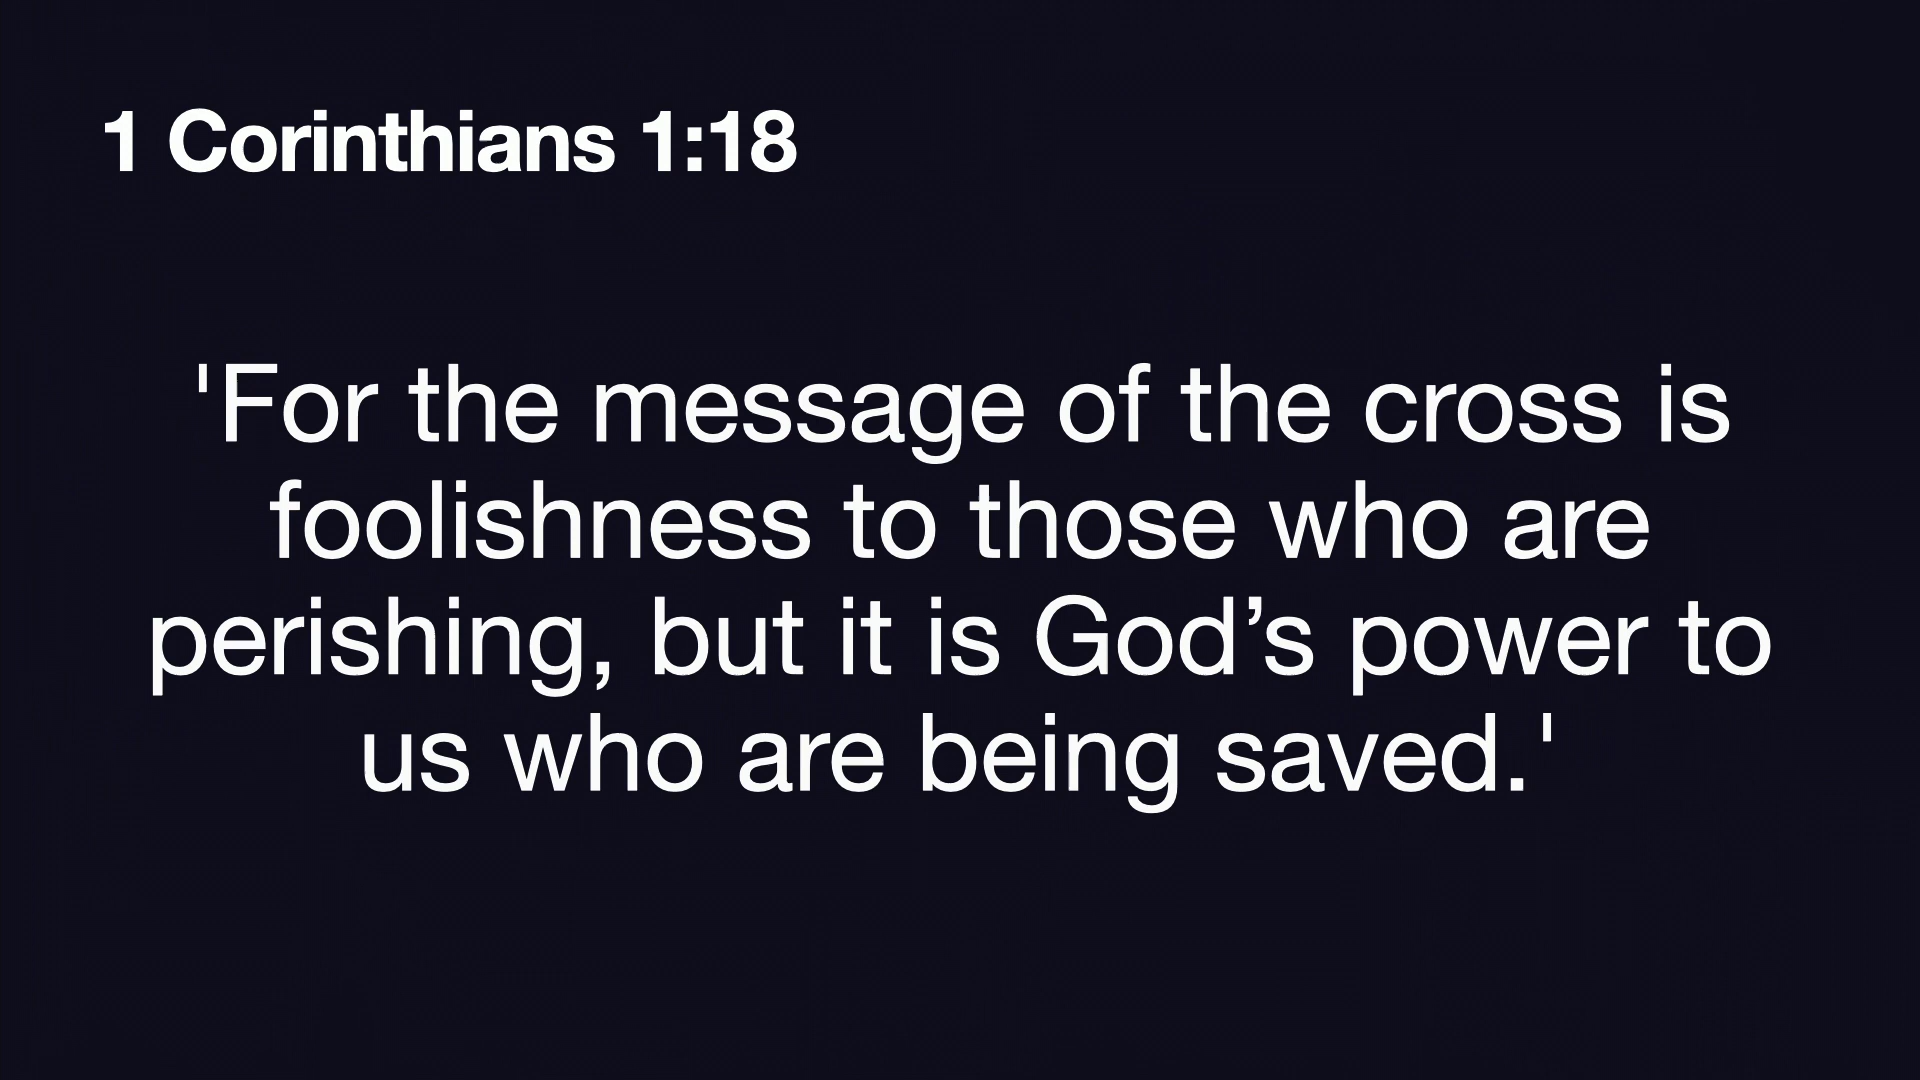 1 Corinthians 1:18
'For the message of the cross is
foolishness to those who are
perishing, but it is God’s power to
us who are being saved.'